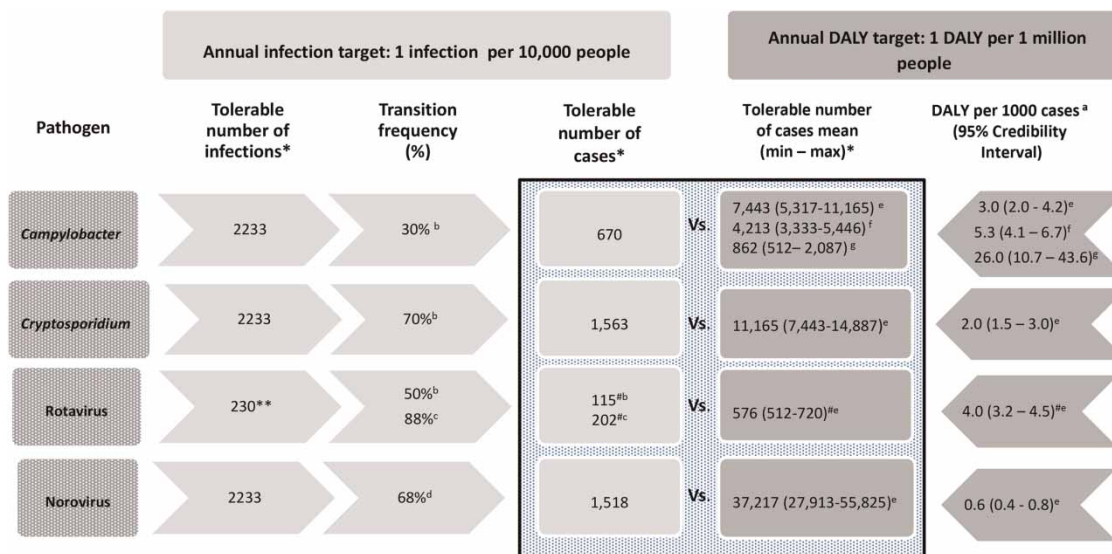 Annual infection target: 1 infection per 10,000 people
Annual DALY target: 1 DALY per 1 million
people
Pathogen
Tolerable
number of
infections*
Transition
frequency
(%)
Tolerable
number of
cases*
Tolerable number
of cases mean
(min – max)*
DALY per 1000 cases a
(95% Credibility
Interval)
Campylobacter
2233
30% b
670
Vs.
7,443 (5,317-11,165) e
4,213 (3,333-5,446) f
862 (512– 2,087) g
3.0 (2.0 - 4.2)e
5.3 (4.1 – 6.7)f
26.0 (10.7 – 43.6)g
Cryptosporidium
2233
70%b
1,563
Vs.
11,165 (7,443-14,887)e
2.0 (1.5 – 3.0)e
Rotavirus
230**
50%b
88%c
115#b
202#c
Vs.
576 (512-720)#e
4.0 (3.2 – 4.5)#e
Norovirus
2233
68%d
1,518
Vs.
37,217 (27,913-55,825)e
0.6 (0.4 - 0.8)e